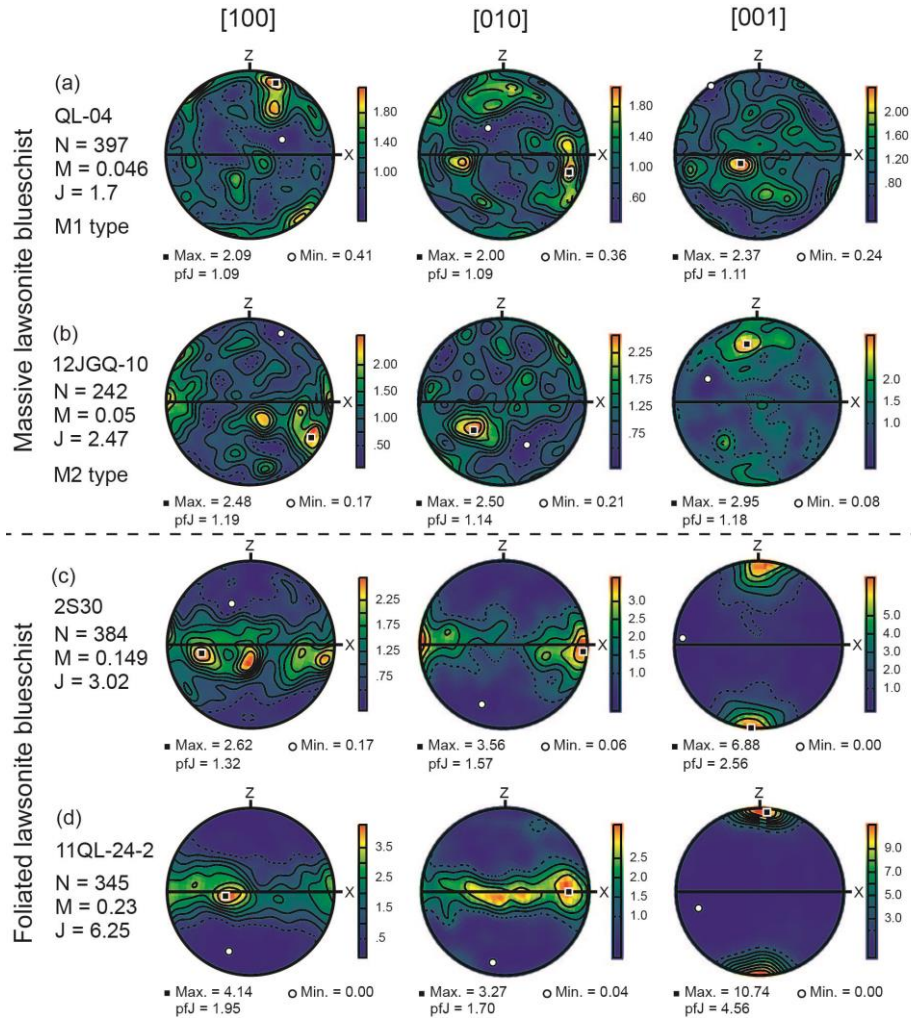 [100] [010] [001]
Massive lawsonite blueschist
(a)
QL-04
N = 397
M = 0.046
J = 1.7
M1 type
Z
X
1.80
1.40
1.00
■ Max. = 2.09 ○ Min. = 0.41
pfJ = 1.09
Z
X
1.80
1.40
1.00
.60
■ Max. = 2.00 ○ Min. = 0.36
pfJ = 1.09
Z
X
2.00
1.60
1.20
.80
■ Max. = 2.37 ○ Min. = 0.24
pfJ = 1.11
(b)
12JGQ-10
N = 242
M = 0.05
J = 2.47
M2 type
Z
X
2.00
1.50
1.00
.50
■ Max. = 2.48 ○ Min. = 0.17
pfJ = 1.19
Z
X
2.25
1.75
1.25
.75
■ Max. = 2.50 ○ Min. = 0.21
pfJ = 1.14
Z
X
2.0
1.5
1.0
■ Max. = 2.95 ○ Min. = 0.08
pfJ = 1.18
Foliated lawsonite blueschist
(c)
2S30
N = 384
M = 0.149
J = 3.02
Z
X
2.25
1.75
1.25
.75
■ Max. = 2.62 ○ Min. = 0.17
pfJ = 1.32
Z
X
3.0
2.5
2.0
1.5
1.0
■ Max. = 3.56 ○ Min. = 0.06
pfJ = 1.57
Z
X
5.0
4.0
3.0
2.0
1.0
■ Max. = 6.88 ○ Min. = 0.00
pfJ = 2.56
(d)
11QL-24-2
N = 345
M = 0.23
J = 6.25
Z
X
3.5
2.5
1.5
.5
■ Max. = 4.14 ○ Min. = 0.00
pfJ = 1.95
Z
X
2.5
2.0
1.5
1.0
■ Max. = 3.27 ○ Min. = 0.04
pfJ = 1.70
Z
X
9.0
7.0
5.0
3.0
■ Max. = 10.74 ○ Min. = 0.00
pfJ = 4.56